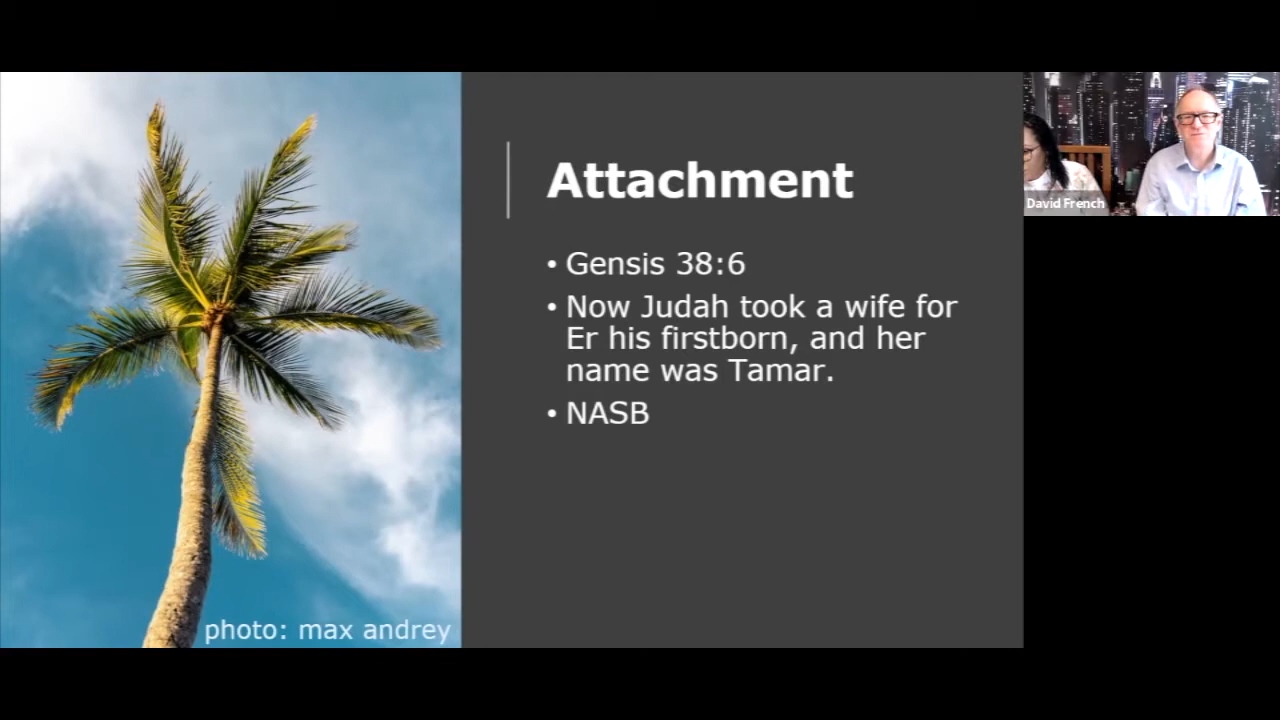 Attachment
• Gensis 38:6
• Now Judah took a wife for
Er his firstborn, and her
name was Tamar.
• NASB
photo: max andrey
David French